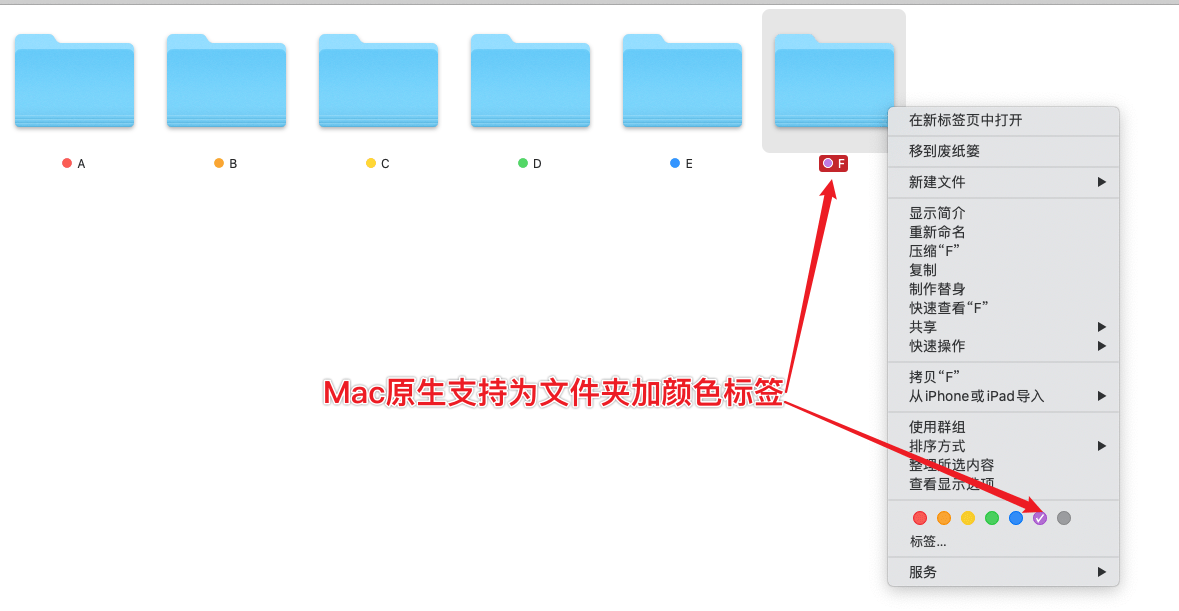 A
B
C
D
E
F
在新标签页中打开
移到废纸篓
新建文件
显示简介
重新命名
压缩“F”
复制
制作替身
快速查看“F”
共享
快速操作
拷贝“F”
从iPhone或iPad导入
使用群组
排序方式
整理所选内容
查看显示选项
标签...
服务
Mac原生支持为文件夹加颜色标签